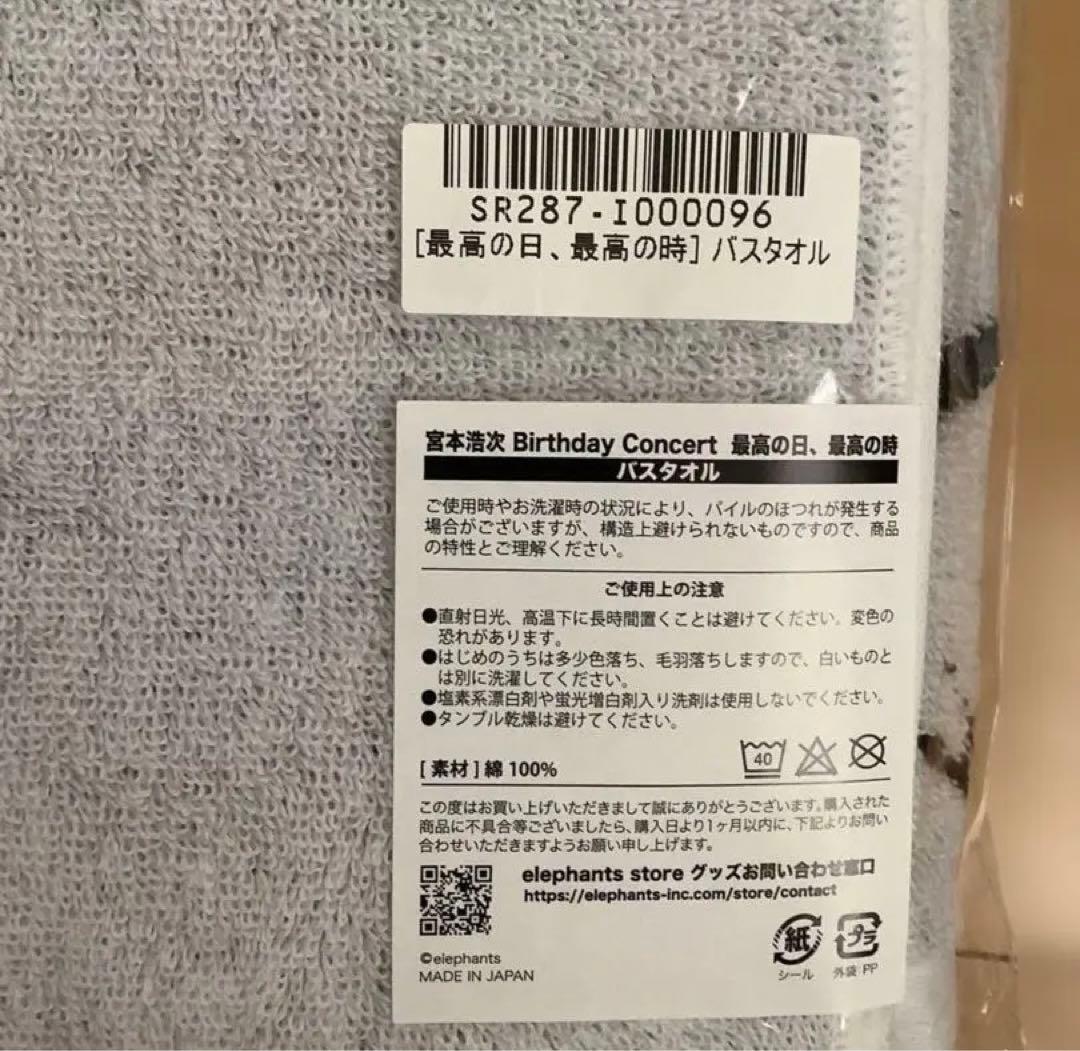 SR287-I000096
[最高の日、最高の時] バスタオル
宮本浩次 Birthday Concert 最高の日、最高の時
バスタオル
ご使用時やお洗濯時の状況により、パイルのほつれが発生する
場合がございますが、構造上避けられないものですので、商品
の特性とご理解ください。
ご使用上の注意
●直射日光、高温下に長時間置くことは避けてください。変色の
恐れがあります。
●はじめのうちは多少色落ち、毛羽落ちしますので、白いものと
は別に洗濯してください。
●塩素系漂白剤や蛍光増白剤入り洗剤は使用しないでください。
●タンブル乾燥は避けてください。
[ 素材 ] 綿 100%
40
この度はお買い上げいただきまして誠にありがとうございます。購入された
商品に不具合等ございましたら、購入日より1ヶ月以内に、下記よりお問い
合わせいただきますようお願い申し上げます。
elephants store グッズお問い合わせ窓口
https://elephants-inc.com/store/contact
紙
プラ
シール
外袋 PP
©elephants
MADE IN JAPAN